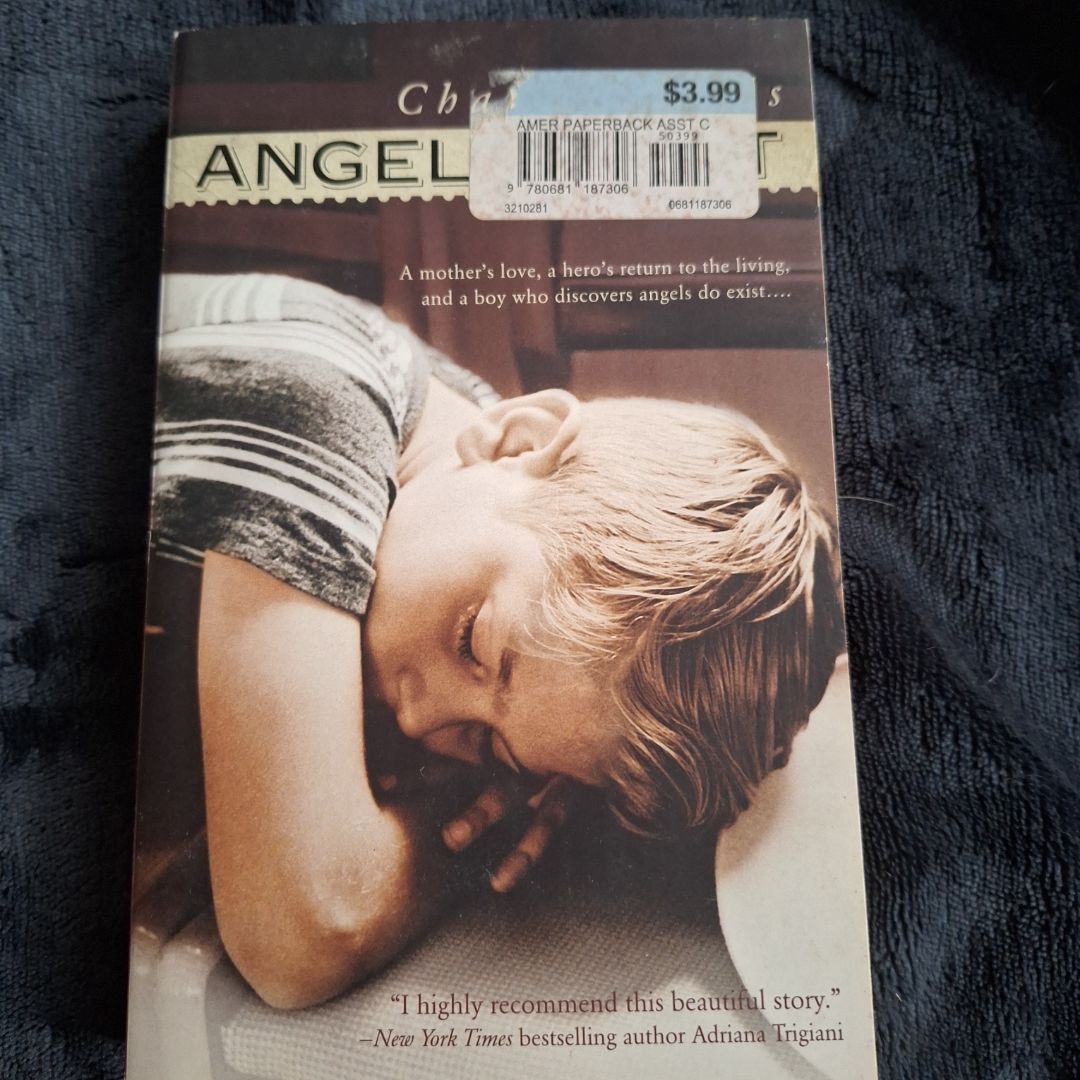 Cha s
$3.99
AMER PAPERBACK ASST C
ANGEL T
50399
9 780681 187306
3210281 0681187306
A mother's love, a hero's return to the living,
and a boy who discovers angels do exist....
"I highly recommend this beautiful story."
–New York Times bestselling author Adriana Trigiani